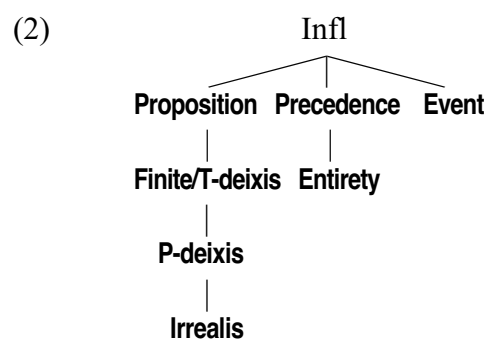 (2) Infl
Proposition Precedence Event
Finite/T-deixis Entirety
P-deixis
Irrealis